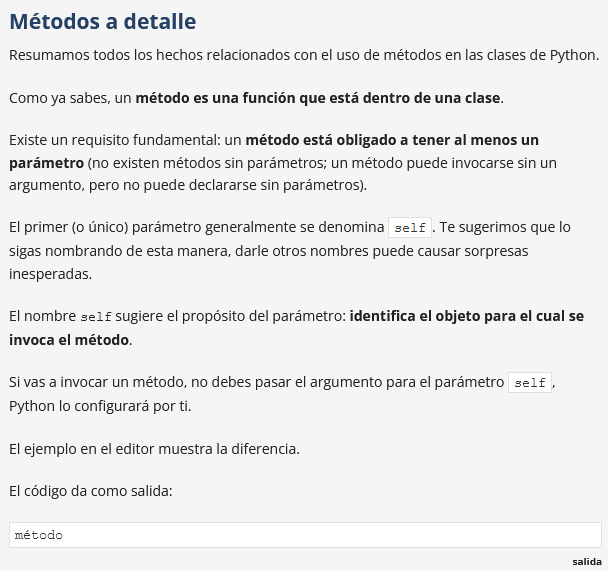 Métodos a detalle
Resumamos todos los hechos relacionados con el uso de métodos en las clases de Python.
Como ya sabes, un método es una función que está dentro de una clase.
Existe un requisito fundamental: un método está obligado a tener al menos un
parámetro (no existen métodos sin parámetros; un método puede invocarse sin un
argumento, pero no puede declararse sin parámetros).
El primer (o único) parámetro generalmente se denomina self. Te sugerimos que lo
sigas nombrando de esta manera, darle otros nombres puede causar sorpresas
inesperadas.
El nombre self sugiere el propósito del parámetro: identifica el objeto para el cual se
invoca el método.
Si vas a invocar un método, no debes pasar el argumento para el parámetro self,
Python lo configurará por ti.
El ejemplo en el editor muestra la diferencia.
El código da como salida:
método
salida